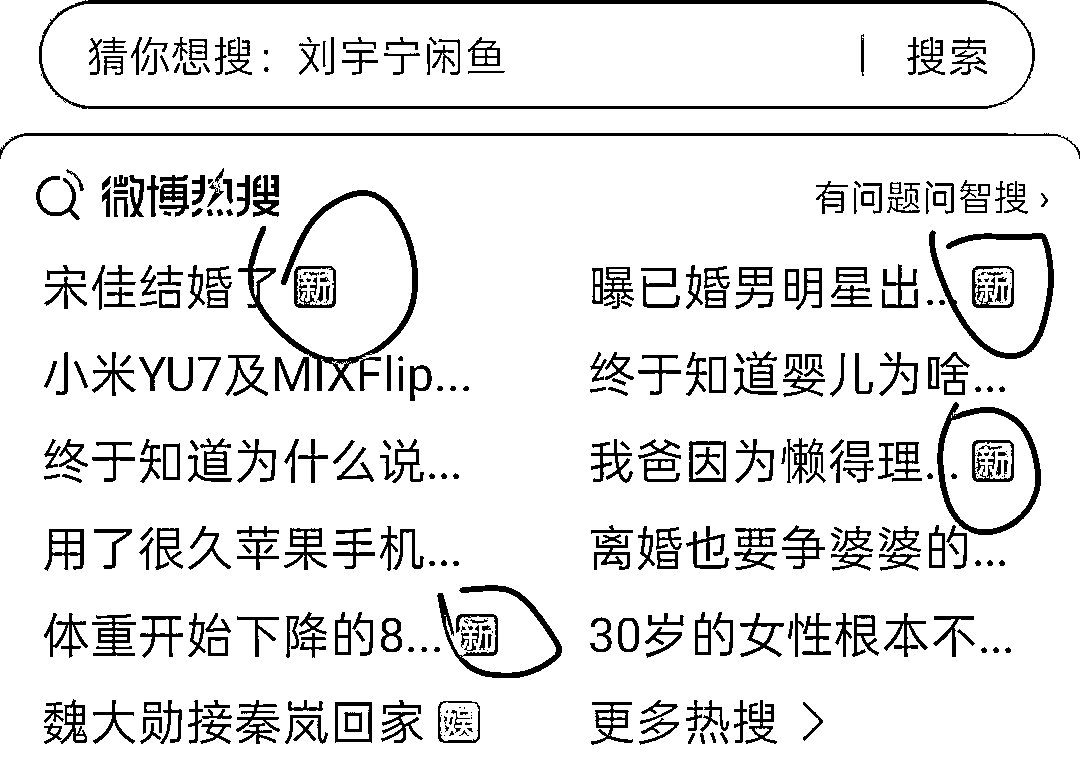 猜你想搜：刘宇宁闲鱼 | 搜索
微博热搜 有问题问智搜 ›
宋佳结婚了 新 曝已婚男明星出... 新
小米YU7及MIXFlip... 终于知道婴儿为啥...
终于知道为什么说... 我爸因为懒得理... 新
用了很久苹果手机... 离婚也要争婆婆的...
体重开始下降的8... 新 30岁的女性根本不...
魏大勋接秦岚回家 娱 更多热搜 >